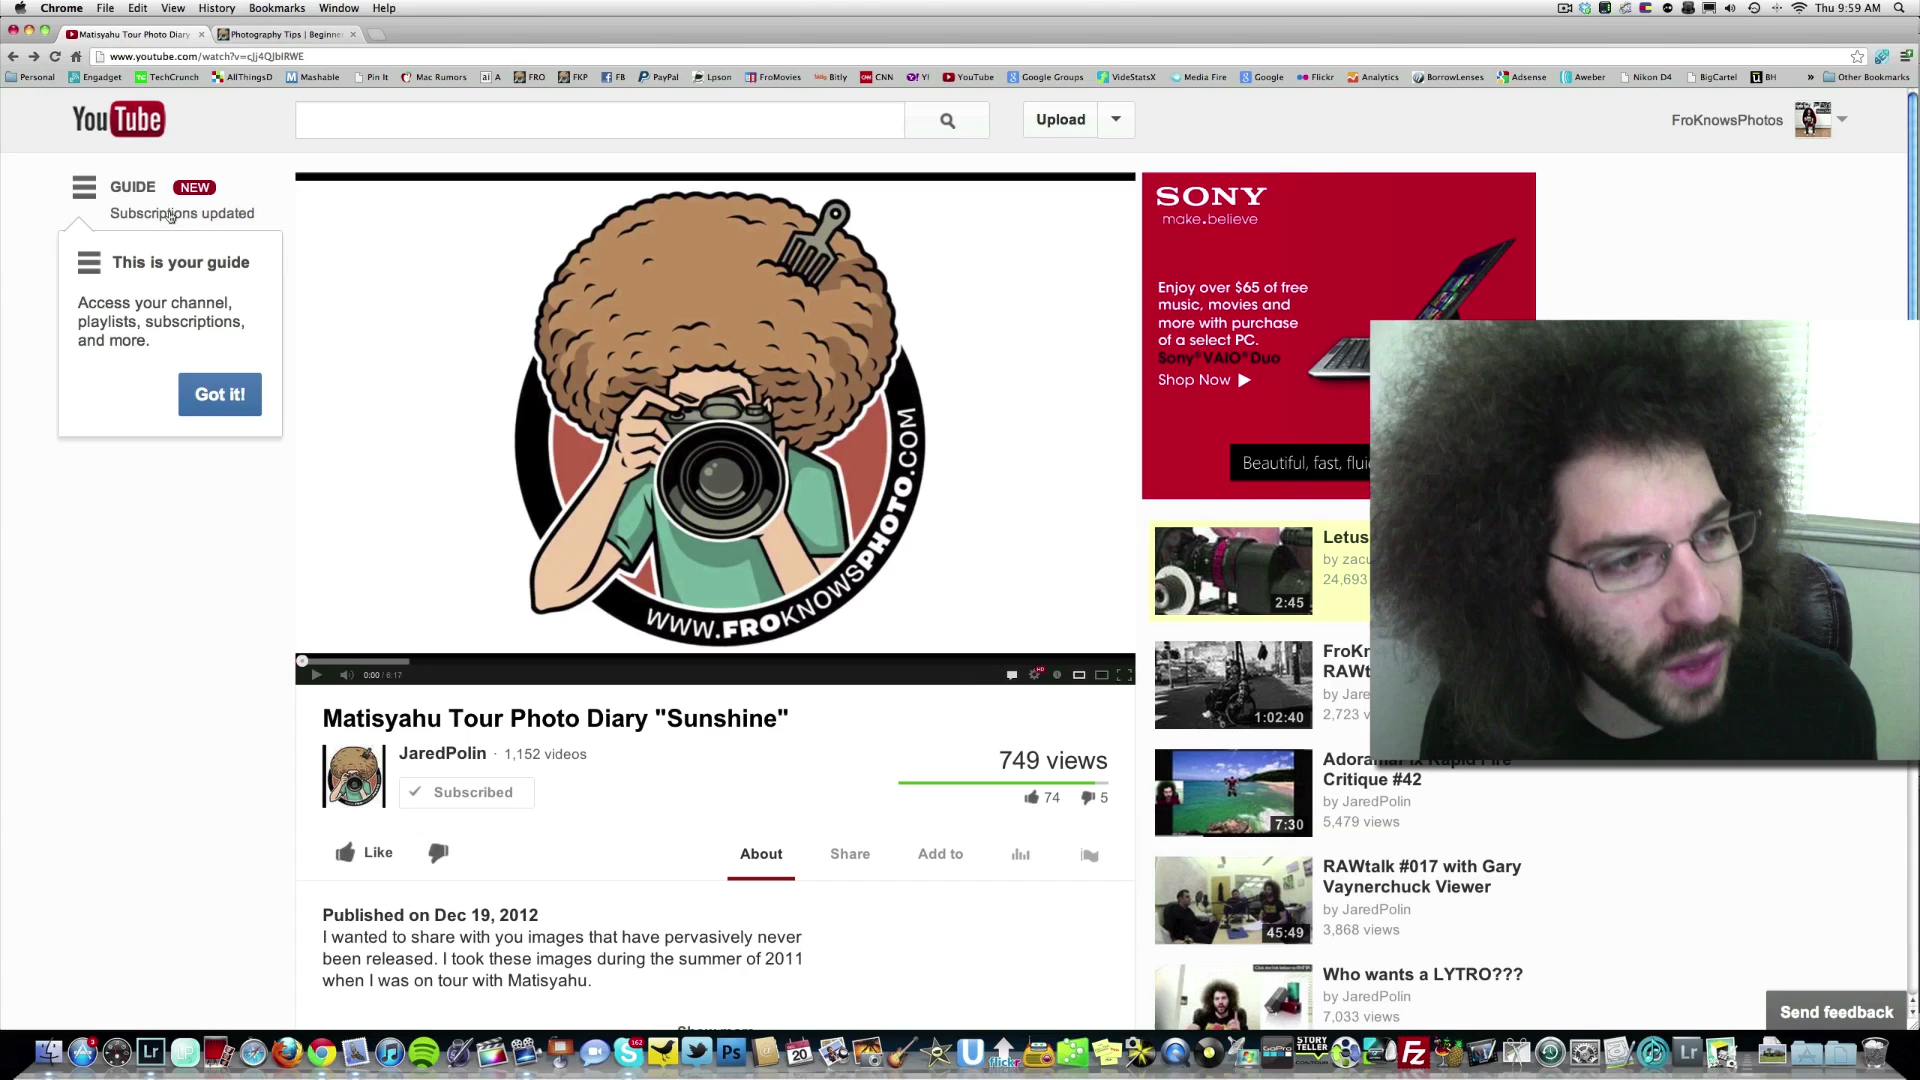 Chrome File Edit View History Bookmarks Window Help
Thu 9:59 AM
Matisyahu Tour Photo Diary
Photography Tips | Beginner
www.youtube.com/watch?v=cJj4QJbIRWE
Personal Engadget TechCrunch AllThingsD Mashable Pin It Mac Rumors A FRO FKP FB PayPal Lpson FroMovies Bitly CNN Y! YouTube Google Groups VideStatsX Media Fire Google Flickr Analytics BorrowLenses Adsense Aweber Nikon D4 BigCartel BH » Other Bookmarks
YouTube
Upload
FroKnowsPhotos
GUIDE NEW
Subscriptions updated
This is your guide
Access your channel,
playlists, subscriptions,
and more.
Got it!
WWW.FROKNOWSPHOTO.COM
0:00 / 6:17
SONY
make.believe
Enjoy over $65 of free
music, movies and
more with purchase
of a select PC.
Sony® VAIO® Duo
Shop Now
Beautiful, fast,
Matisyahu Tour Photo Diary "Sunshine"
JaredPolin · 1,152 videos
Subscribed
749 views
74 5
Like
About Share Add to
Published on Dec 19, 2012
I wanted to share with you images that have pervasively never
been released. I took these images during the summer of 2011
when I was on tour with Matisyahu.
Letus
by
24,693
2:45
by
2,723
1:02:40
Critique #42
by JaredPolin
5,479 views
7:30
RAWtalk #017 with Gary
Vaynerchuck Viewer
by JaredPolin
3,868 views
45:49
Who wants a LYTRO???
by JaredPolin
7,033 views
Send feedback